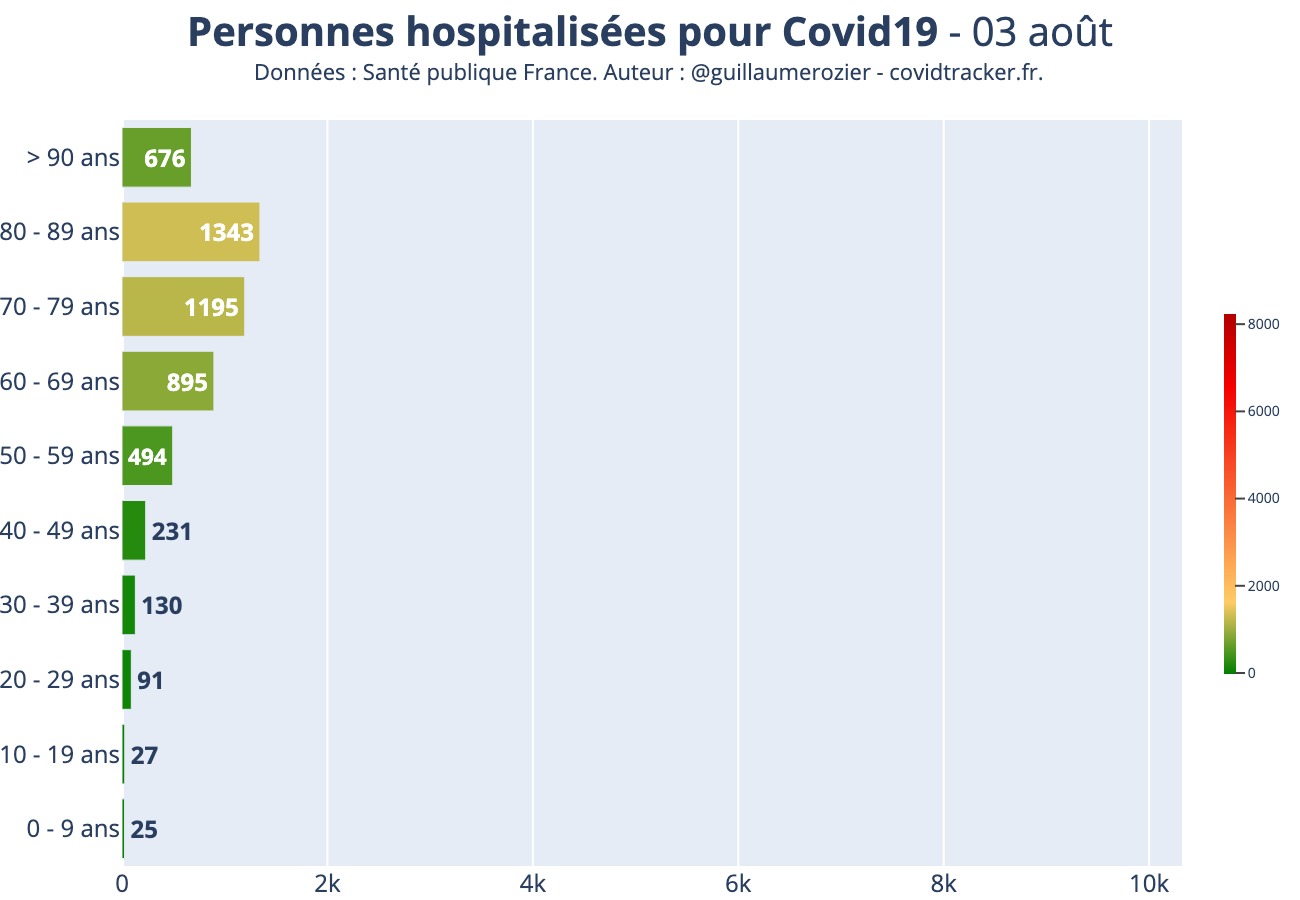 Personnes hospitalisées pour Covid19 - 03 août
Données : Santé publique France. Auteur : @guillaumerozier - covidtracker.fr.
> 90 ans 676
80 - 89 ans 1343
70 - 79 ans 1195
60 - 69 ans 895
50 - 59 ans 494
40 - 49 ans 231
30 - 39 ans 130
20 - 29 ans 91
10 - 19 ans 27
0 - 9 ans 25
0 2k 4k 6k 8k 10k
8000
6000
4000
2000
0